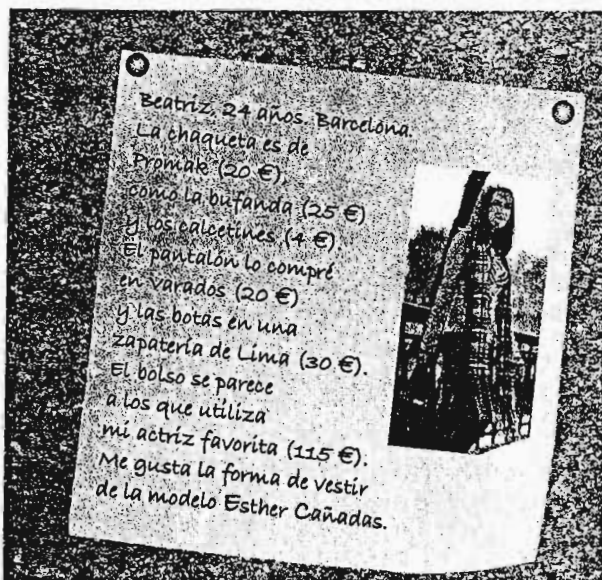 Beatriz, 24 años. Barcelona.
La chaqueta es de
Promak (20 €)
como la bufanda (25 €)
y los calcetines (4 €).
El pantalón lo compré
en varados (20 €)
y las botas en una
zapatería de Lima (30 €).
El bolso se parece
a los que utiliza
mi actriz favorita (115 €).
Me gusta la forma de vestir
de la modelo Esther Cañadas.